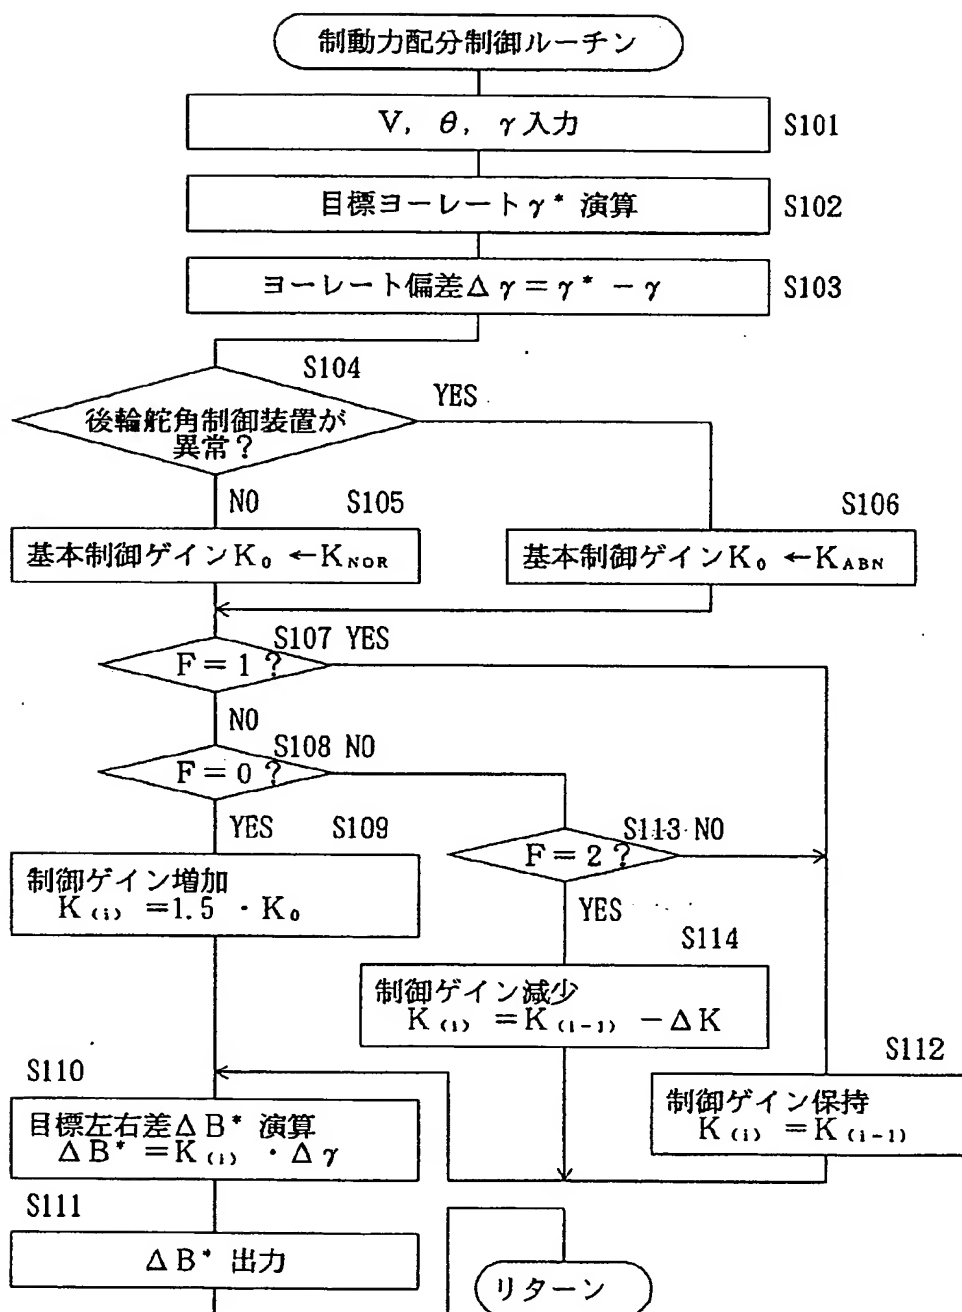 制動力配分制御ルーチン
V, θ, γ入力
S101
目標ヨーレートγ* 演算
S102
ヨーレート偏差Δγ=γ*-γ
S103
S104
YES
後輪舵角制御装置が
異常?
NO
S105
S106
基本制御ゲインK₀←K_NOR
基本制御ゲインK₀←K_ABN
S107 YES
F=1?
NO
S108 NO
F=0?
YES
S109
S113 NO
F=2?
制御ゲイン増加
K(i)=1.5・K₀
YES
S114
制御ゲイン減少
K(i)=K(i-1)-ΔK
S112
S110
制御ゲイン保持
K(i)=K(i-1)
目標左右差ΔB* 演算
ΔB*=K(i)・Δγ
S111
ΔB* 出力
リターン